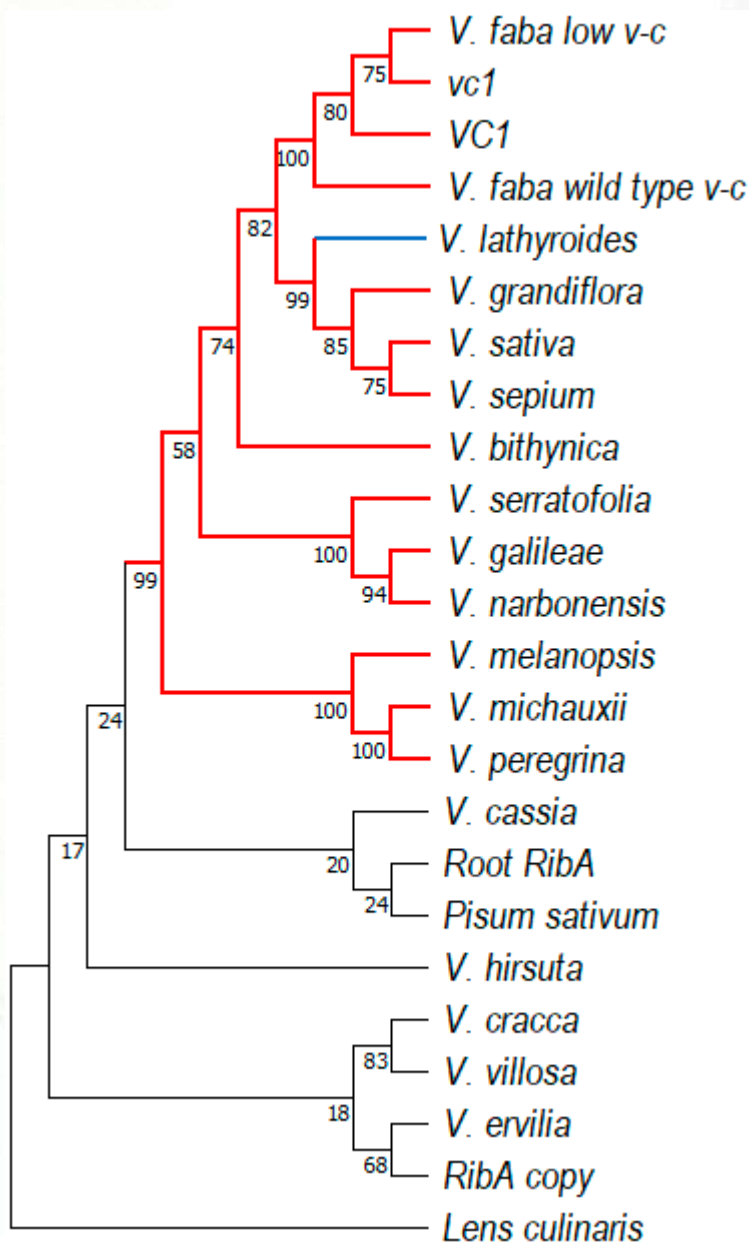 V. faba low v-c
75
vc1
80
VC1
100
V. faba wild type v-c
82
V. lathyroides
99
V. grandiflora
74
85
V. sativa
75
V. sepium
58
V. bithynica
V. serratofolia
100
V. galileae
99
94
V. narbonensis
V. melanopsis
100
V. michauxii
24
100
V. peregrina
V. cassia
17
20
Root RibA
24
Pisum sativum
V. hirsuta
V. cracca
83
V. villosa
18
V. ervilia
68
RibA copy
Lens culinaris